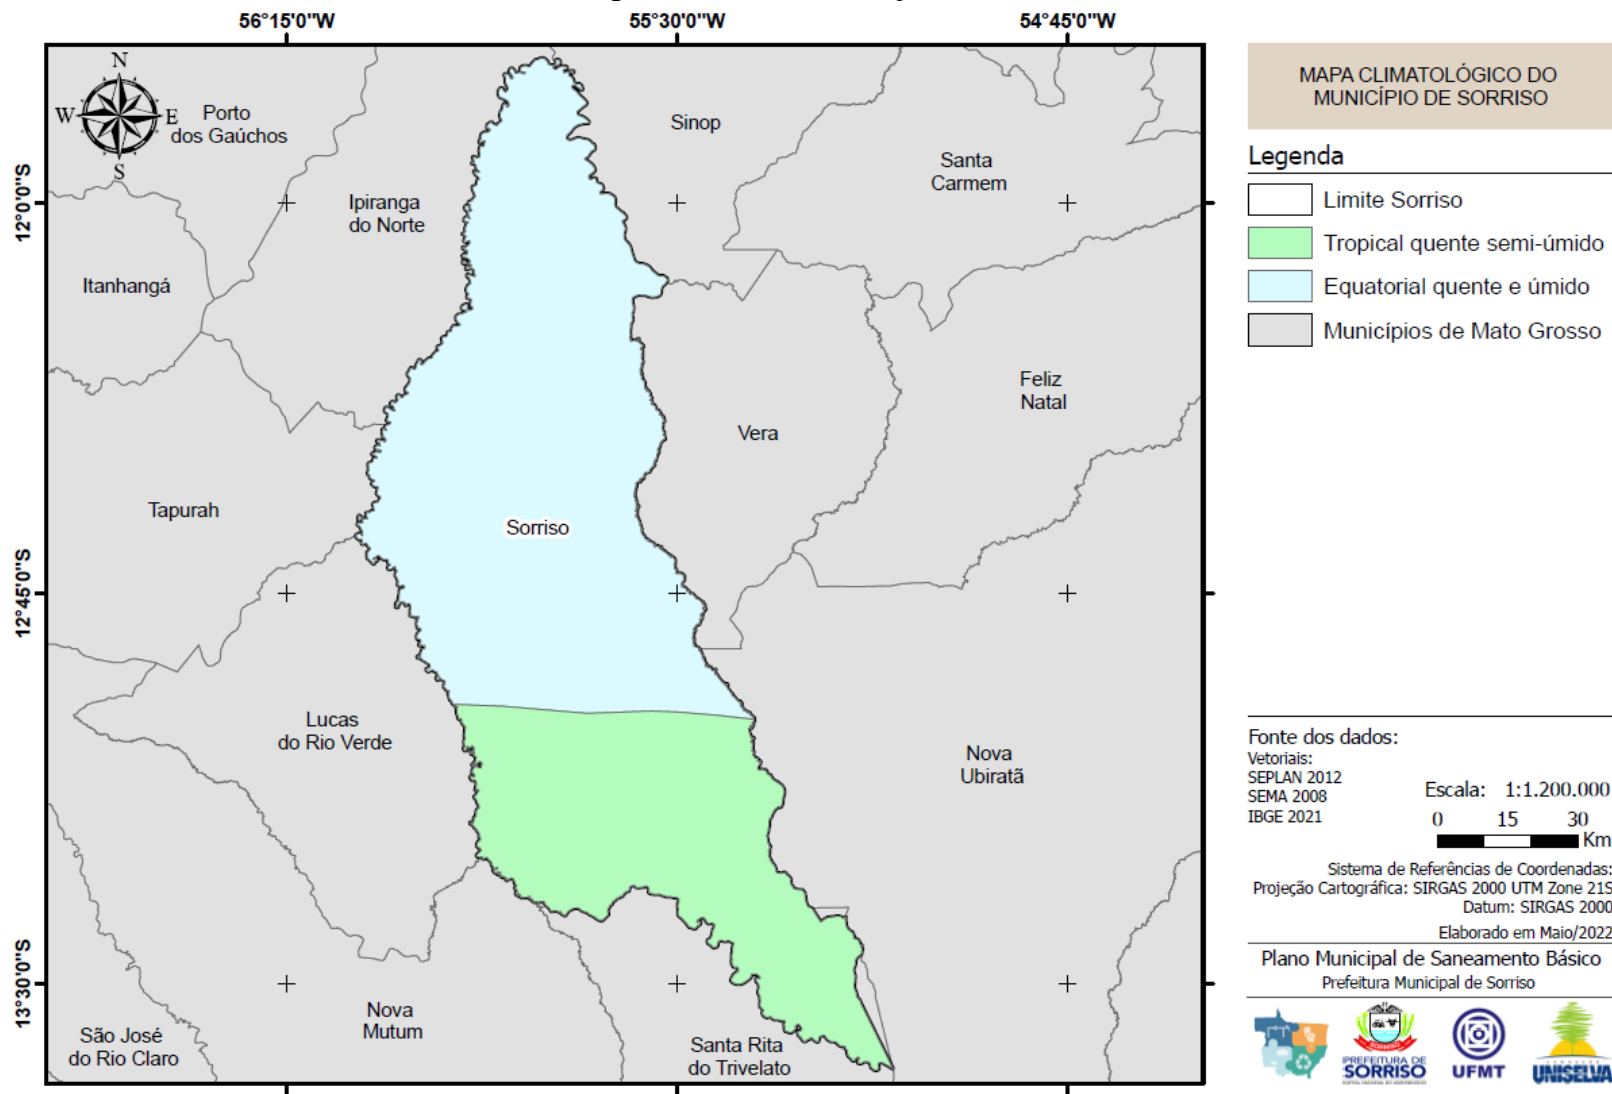 56°15'0"W
55°30'0"W
54°45'0"W
12°0'0"S
12°45'0"S
13°30'0"S
N
W
E
S
Porto
dos Gaúchos
Sinop
Santa
Carmem
Ipiranga
do Norte
Itanhangá
Feliz
Natal
Vera
Tapurah
Sorriso
Lucas
do Rio Verde
Nova
Ubiratã
Nova
Mutum
São José
do Rio Claro
Santa Rita
do Trivelato
MAPA CLIMATOLÓGICO DO
MUNICÍPIO DE SORRISO
Legenda
Limite Sorriso
Tropical quente semi-úmido
Equatorial quente e úmido
Municípios de Mato Grosso
Fonte dos dados:
Vetoriais:
SEPLAN 2012
SEMA 2008
IBGE 2021
Escala: 1:1.200.000
0 15 30
Km
Sistema de Referências de Coordenadas:
Projeção Cartográfica: SIRGAS 2000 UTM Zone 21S
Datum: SIRGAS 2000
Elaborado em Maio/2022
Plano Municipal de Saneamento Básico
Prefeitura Municipal de Sorriso
SORRISO
PREFEITURA DE
SORRISO
UFMT
UNISELVA